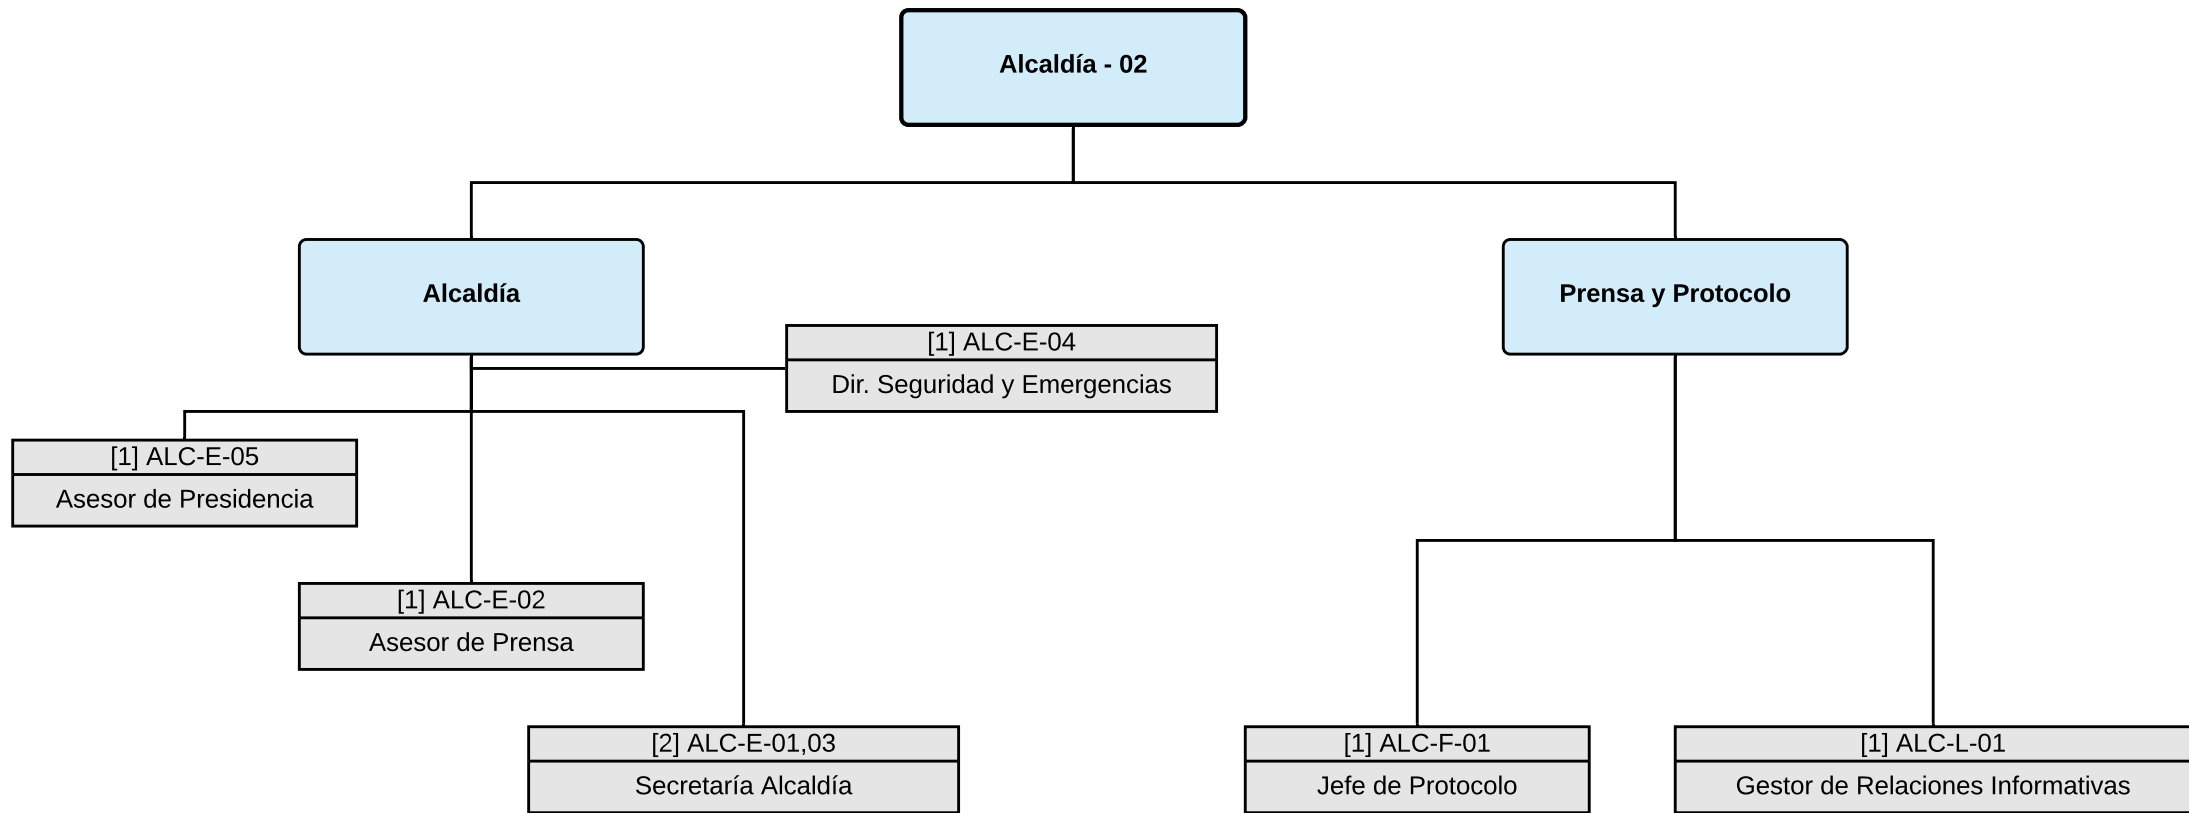 Alcaldía - 02
Alcaldía
Prensa y Protocolo
[1] ALC-E-04
Dir. Seguridad y Emergencias
[1] ALC-E-05
Asesor de Presidencia
[1] ALC-E-02
Asesor de Prensa
[2] ALC-E-01,03
Secretaría Alcaldía
[1] ALC-F-01
Jefe de Protocolo
[1] ALC-L-01
Gestor de Relaciones Informativas